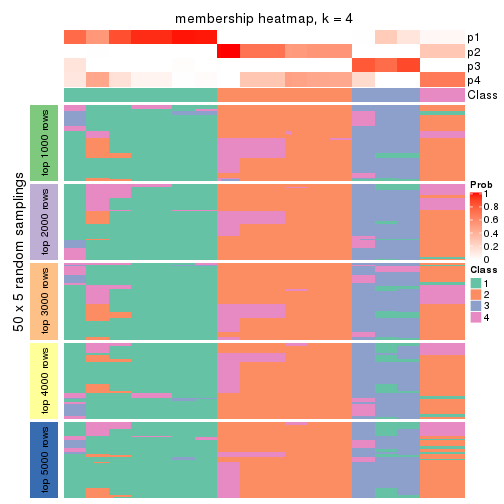 membership heatmap, k = 4
p1
p2
p3
p4
Class
50 x 5 random samplings
top 1000 rows
top 2000 rows
top 3000 rows
top 4000 rows
top 5000 rows
Prob
1
0.8
0.6
0.4
0.2
0
Class
1
2
3
4